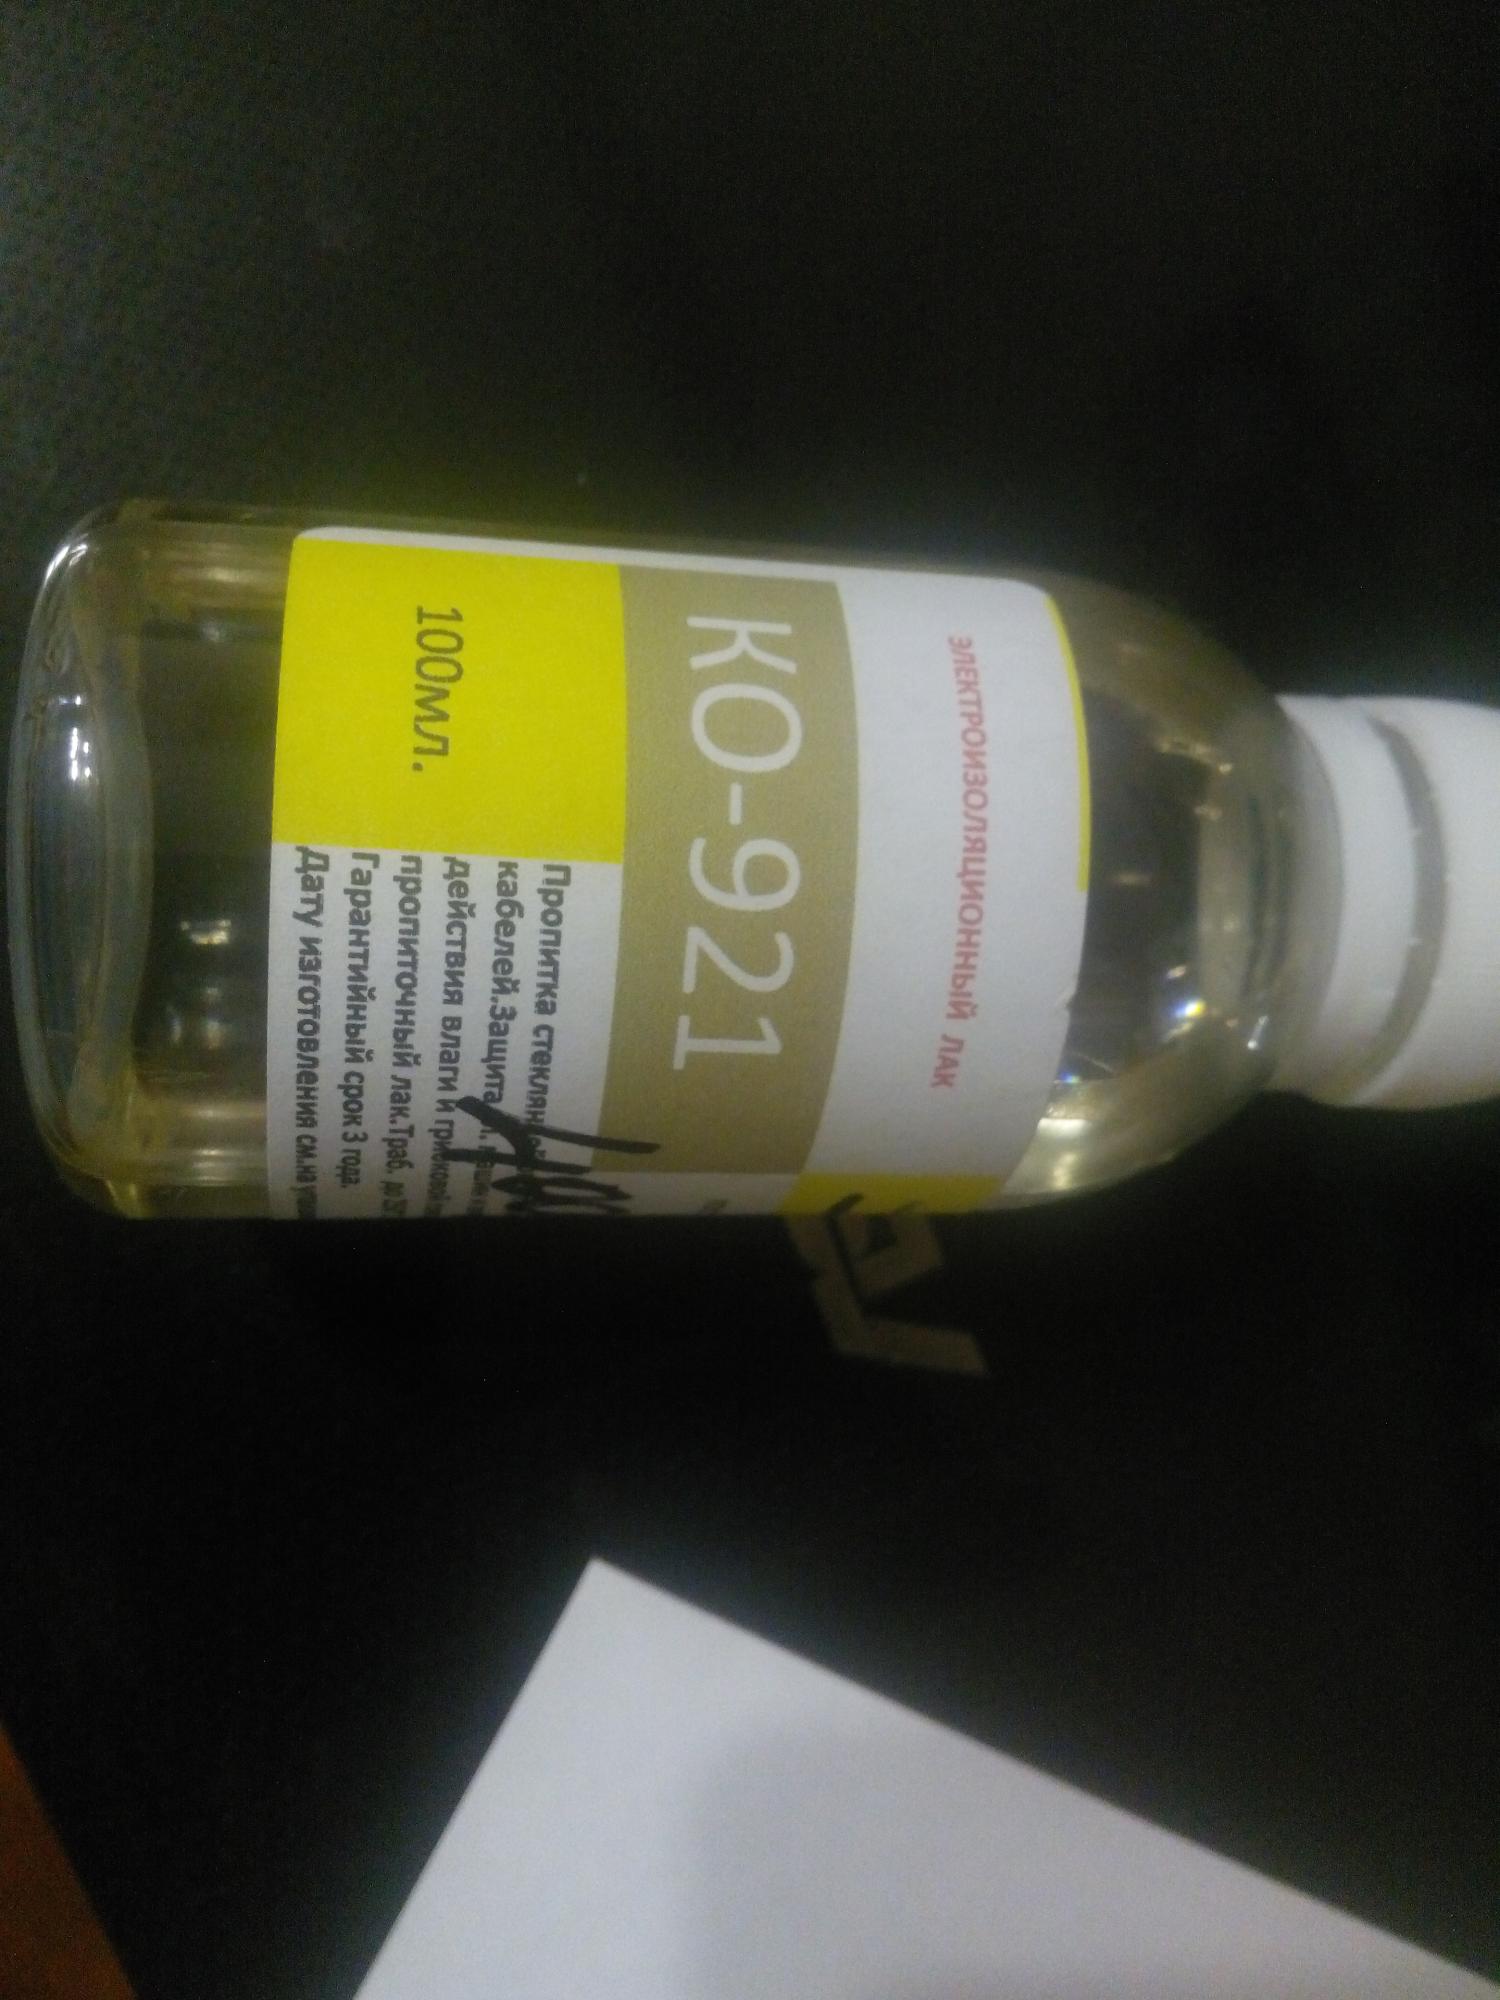 ЭЛЕКТРОИЗОЛЯЦИОННЫЙ ЛАК
КО-921
100мл.
Пропитка
кабелей.Защита
действия влаги и
пропиточный лак.Траб. до
Гарантийный срок 3 года.
Дату изготовления см.на